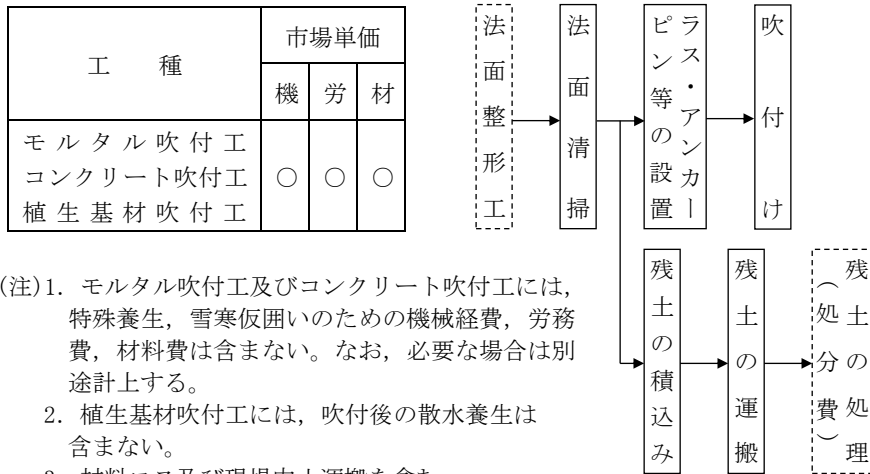 工　種
市場単価
機 労 材
モルタル吹付工
コンクリート吹付工
植生基材吹付工
○ ○ ○
法面整形工
法面清掃
ラス・アンカー
ピン等の設置
吹付け
残土の積込み
残土の運搬
残土の処理
（処分費）
(注)1. モルタル吹付工及びコンクリート吹付工には，
特殊養生，雪寒仮囲いのための機械経費，労務
費，材料費は含まない。なお，必要な場合は別
途計上する。
2. 植生基材吹付工には，吹付後の散水養生は
含まない。